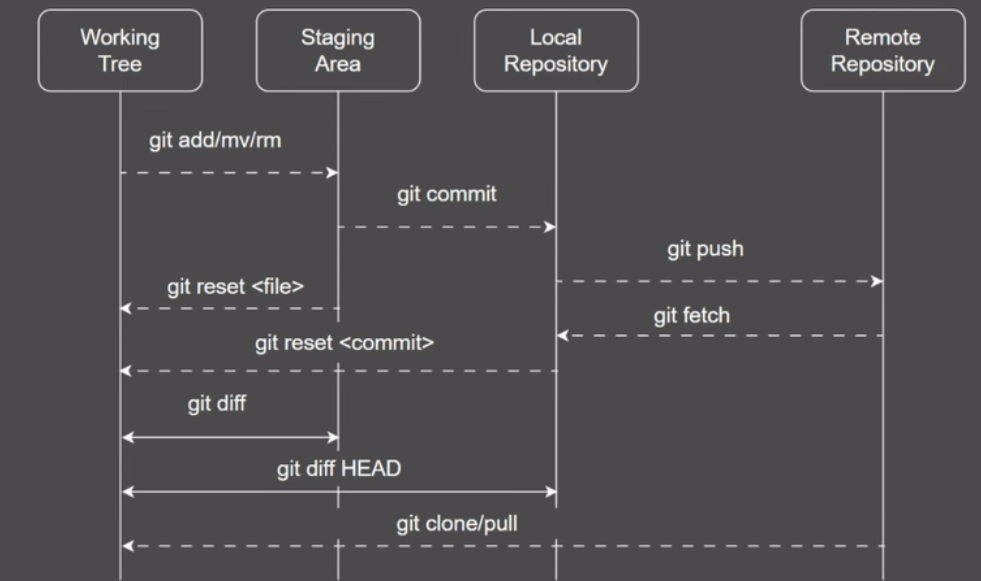 Working
Tree
Staging
Area
Local
Repository
Remote
Repository
git add/mv/rm
git commit
git push
git reset <file>
git fetch
git reset <commit>
git diff
git diff HEAD
git clone/pull